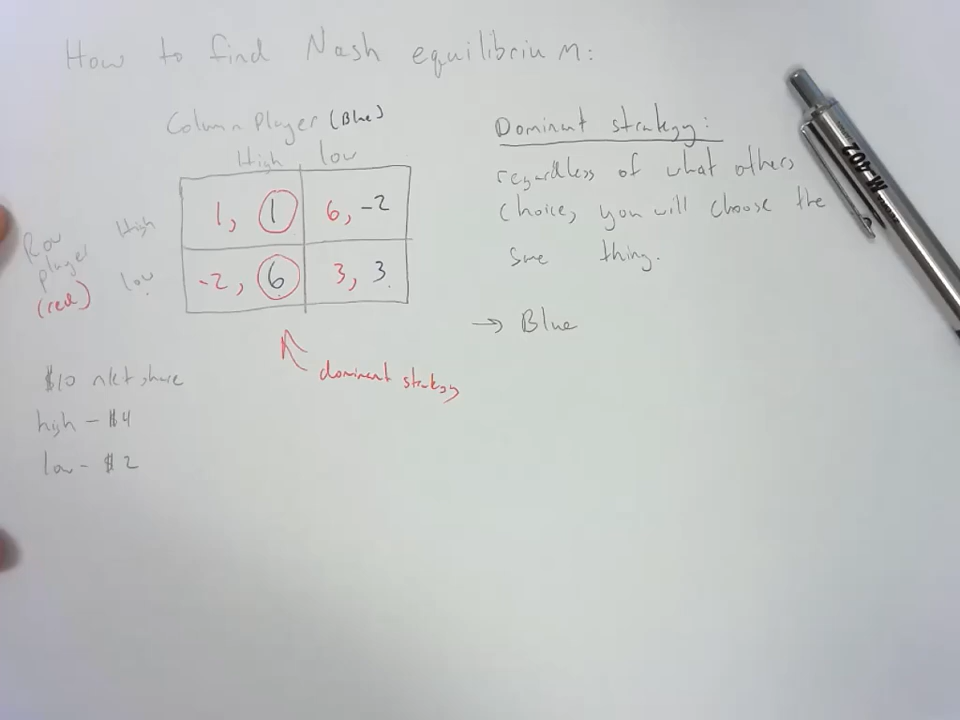 How to find Nash equilibrium:
Column Player (Blue)
High low
Row
player
(red)
High 1, 1 6, -2
low -2, 6 3, 3
dominant strategy
$10 mkt share
high - $4
low - $2
Dominant strategy:
regardless of what others
choice, you will choose the
same thing.
→ Blue
M-402